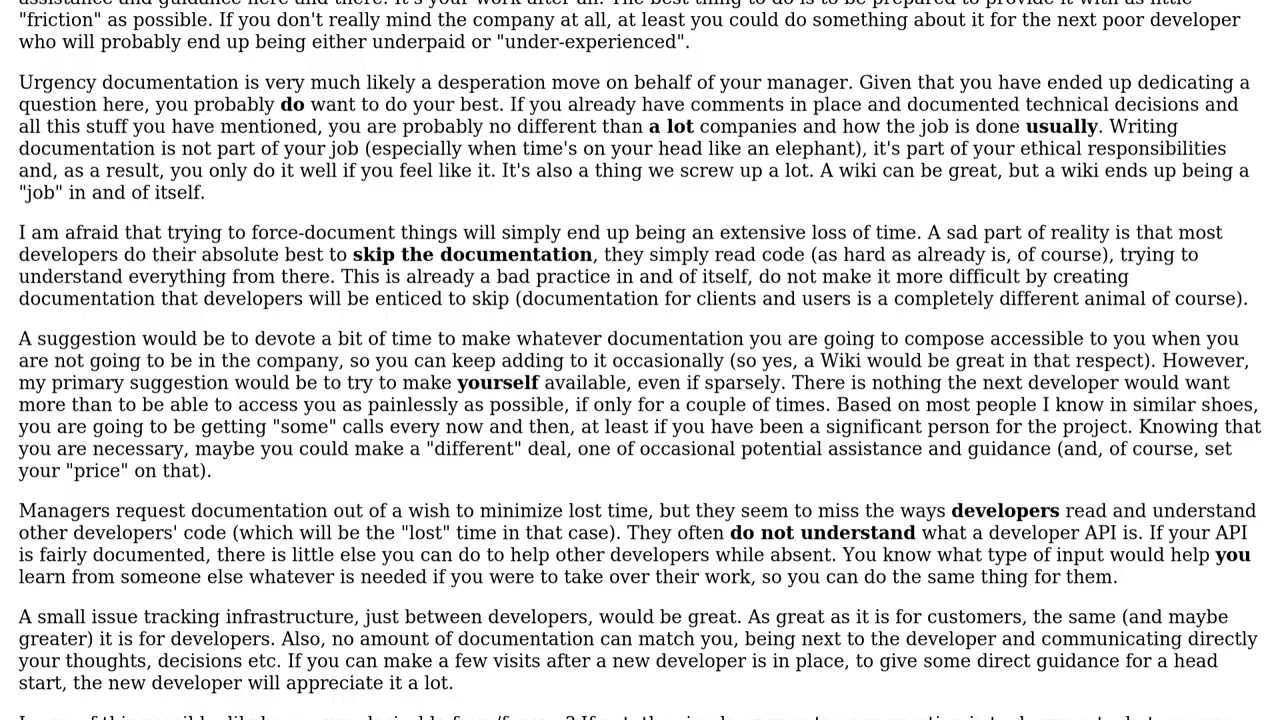 "friction" as possible. If you don't really mind the company at all, at least you could do something about it for the next poor developer
who will probably end up being either underpaid or "under-experienced".
Urgency documentation is very much likely a desperation move on behalf of your manager. Given that you have ended up dedicating a
question here, you probably do want to do your best. If you already have comments in place and documented technical decisions and
all this stuff you have mentioned, you are probably no different than a lot companies and how the job is done usually. Writing
documentation is not part of your job (especially when time's on your head like an elephant), it's part of your ethical responsibilities
and, as a result, you only do it well if you feel like it. It's also a thing we screw up a lot. A wiki can be great, but a wiki ends up being a
"job" in and of itself.
I am afraid that trying to force-document things will simply end up being an extensive loss of time. A sad part of reality is that most
developers do their absolute best to skip the documentation, they simply read code (as hard as already is, of course), trying to
understand everything from there. This is already a bad practice in and of itself, do not make it more difficult by creating
documentation that developers will be enticed to skip (documentation for clients and users is a completely different animal of course).
A suggestion would be to devote a bit of time to make whatever documentation you are going to compose accessible to you when you
are not going to be in the company, so you can keep adding to it occasionally (so yes, a Wiki would be great in that respect). However,
my primary suggestion would be to try to make yourself available, even if sparsely. There is nothing the next developer would want
more than to be able to access you as painlessly as possible, if only for a couple of times. Based on most people I know in similar shoes,
you are going to be getting "some" calls every now and then, at least if you have been a significant person for the project. Knowing that
you are necessary, maybe you could make a "different" deal, one of occasional potential assistance and guidance (and, of course, set
your "price" on that).
Managers request documentation out of a wish to minimize lost time, but they seem to miss the ways developers read and understand
other developers' code (which will be the "lost" time in that case). They often do not understand what a developer API is. If your API
is fairly documented, there is little else you can do to help other developers while absent. You know what type of input would help you
learn from someone else whatever is needed if you were to take over their work, so you can do the same thing for them.
A small issue tracking infrastructure, just between developers, would be great. As great as it is for customers, the same (and maybe
greater) it is for developers. Also, no amount of documentation can match you, being next to the developer and communicating directly
your thoughts, decisions etc. If you can make a few visits after a new developer is in place, to give some direct guidance for a head
start, the new developer will appreciate it a lot.